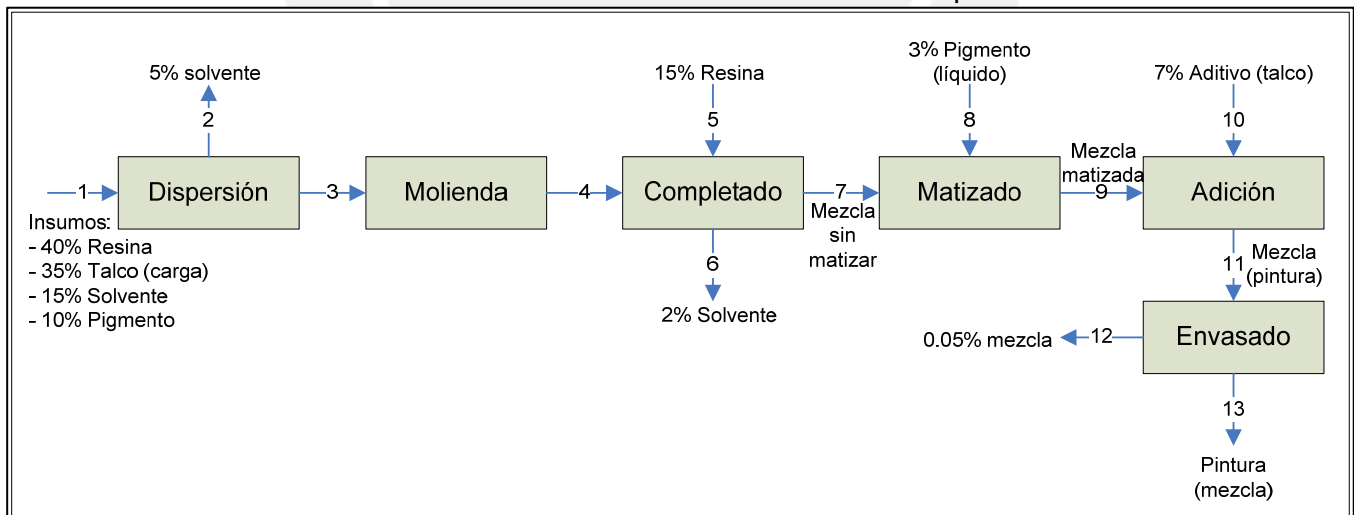 5% solvente
15% Resina
3% Pigmento
(líquido)
7% Aditivo (talco)
2
5
8
10
1
Dispersión
3
Molienda
4
Completado
7
Mezcla
sin
matizar
Matizado
Mezcla
matizada
9
Adición
Insumos:
- 40% Resina
- 35% Talco (carga)
- 15% Solvente
- 10% Pigmento
6
2% Solvente
11
Mezcla
(pintura)
0.05% mezcla
12
Envasado
13
Pintura
(mezcla)